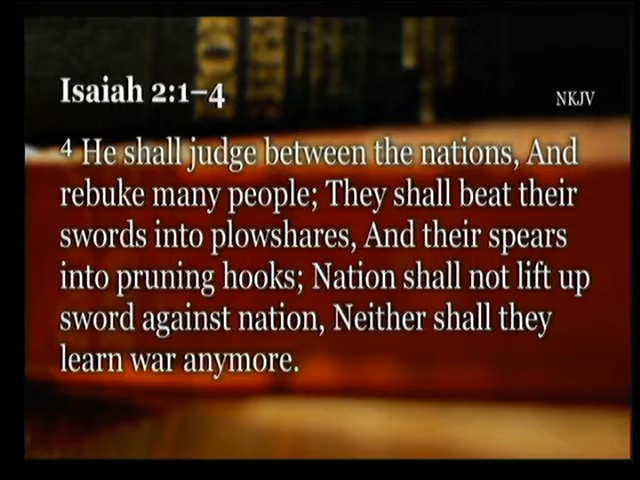 Isaiah 2:1–4
NKJV
4 He shall judge between the nations, And
rebuke many people; They shall beat their
swords into plowshares, And their spears
into pruning hooks; Nation shall not lift up
sword against nation, Neither shall they
learn war anymore.